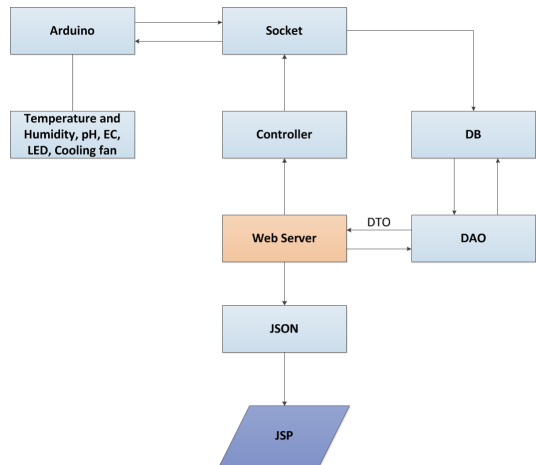 Arduino
Socket
Temperature and
Humidity, pH, EC,
LED, Cooling fan
Controller
DB
DTO
Web Server
DAO
JSON
JSP